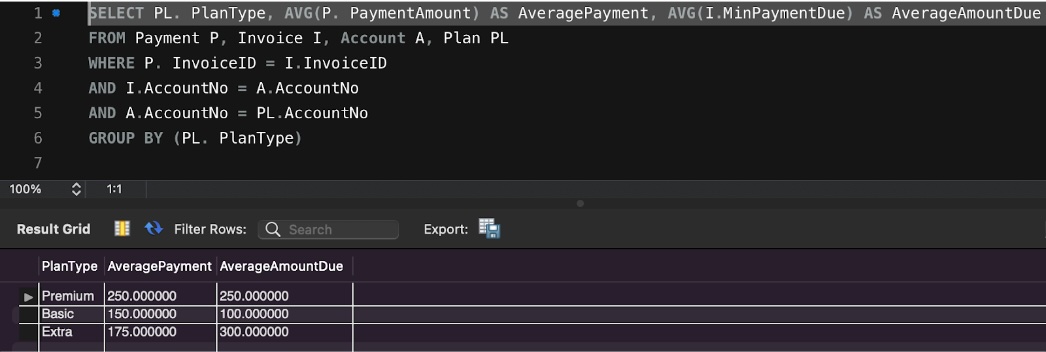 1 SELECT PL. PlanType, AVG(P. PaymentAmount) AS AveragePayment, AVG(I.MinPaymentDue) AS AverageAmountDue
2 FROM Payment P, Invoice I, Account A, Plan PL
3 WHERE P. InvoiceID = I.InvoiceID
4 AND I.AccountNo = A.AccountNo
5 AND A.AccountNo = PL.AccountNo
6 GROUP BY (PL. PlanType)
7
100% 1:1
Result Grid Filter Rows: Search Export:
PlanType AveragePayment AverageAmountDue
Premium 250.000000 250.000000
Basic 150.000000 100.000000
Extra 175.000000 300.000000